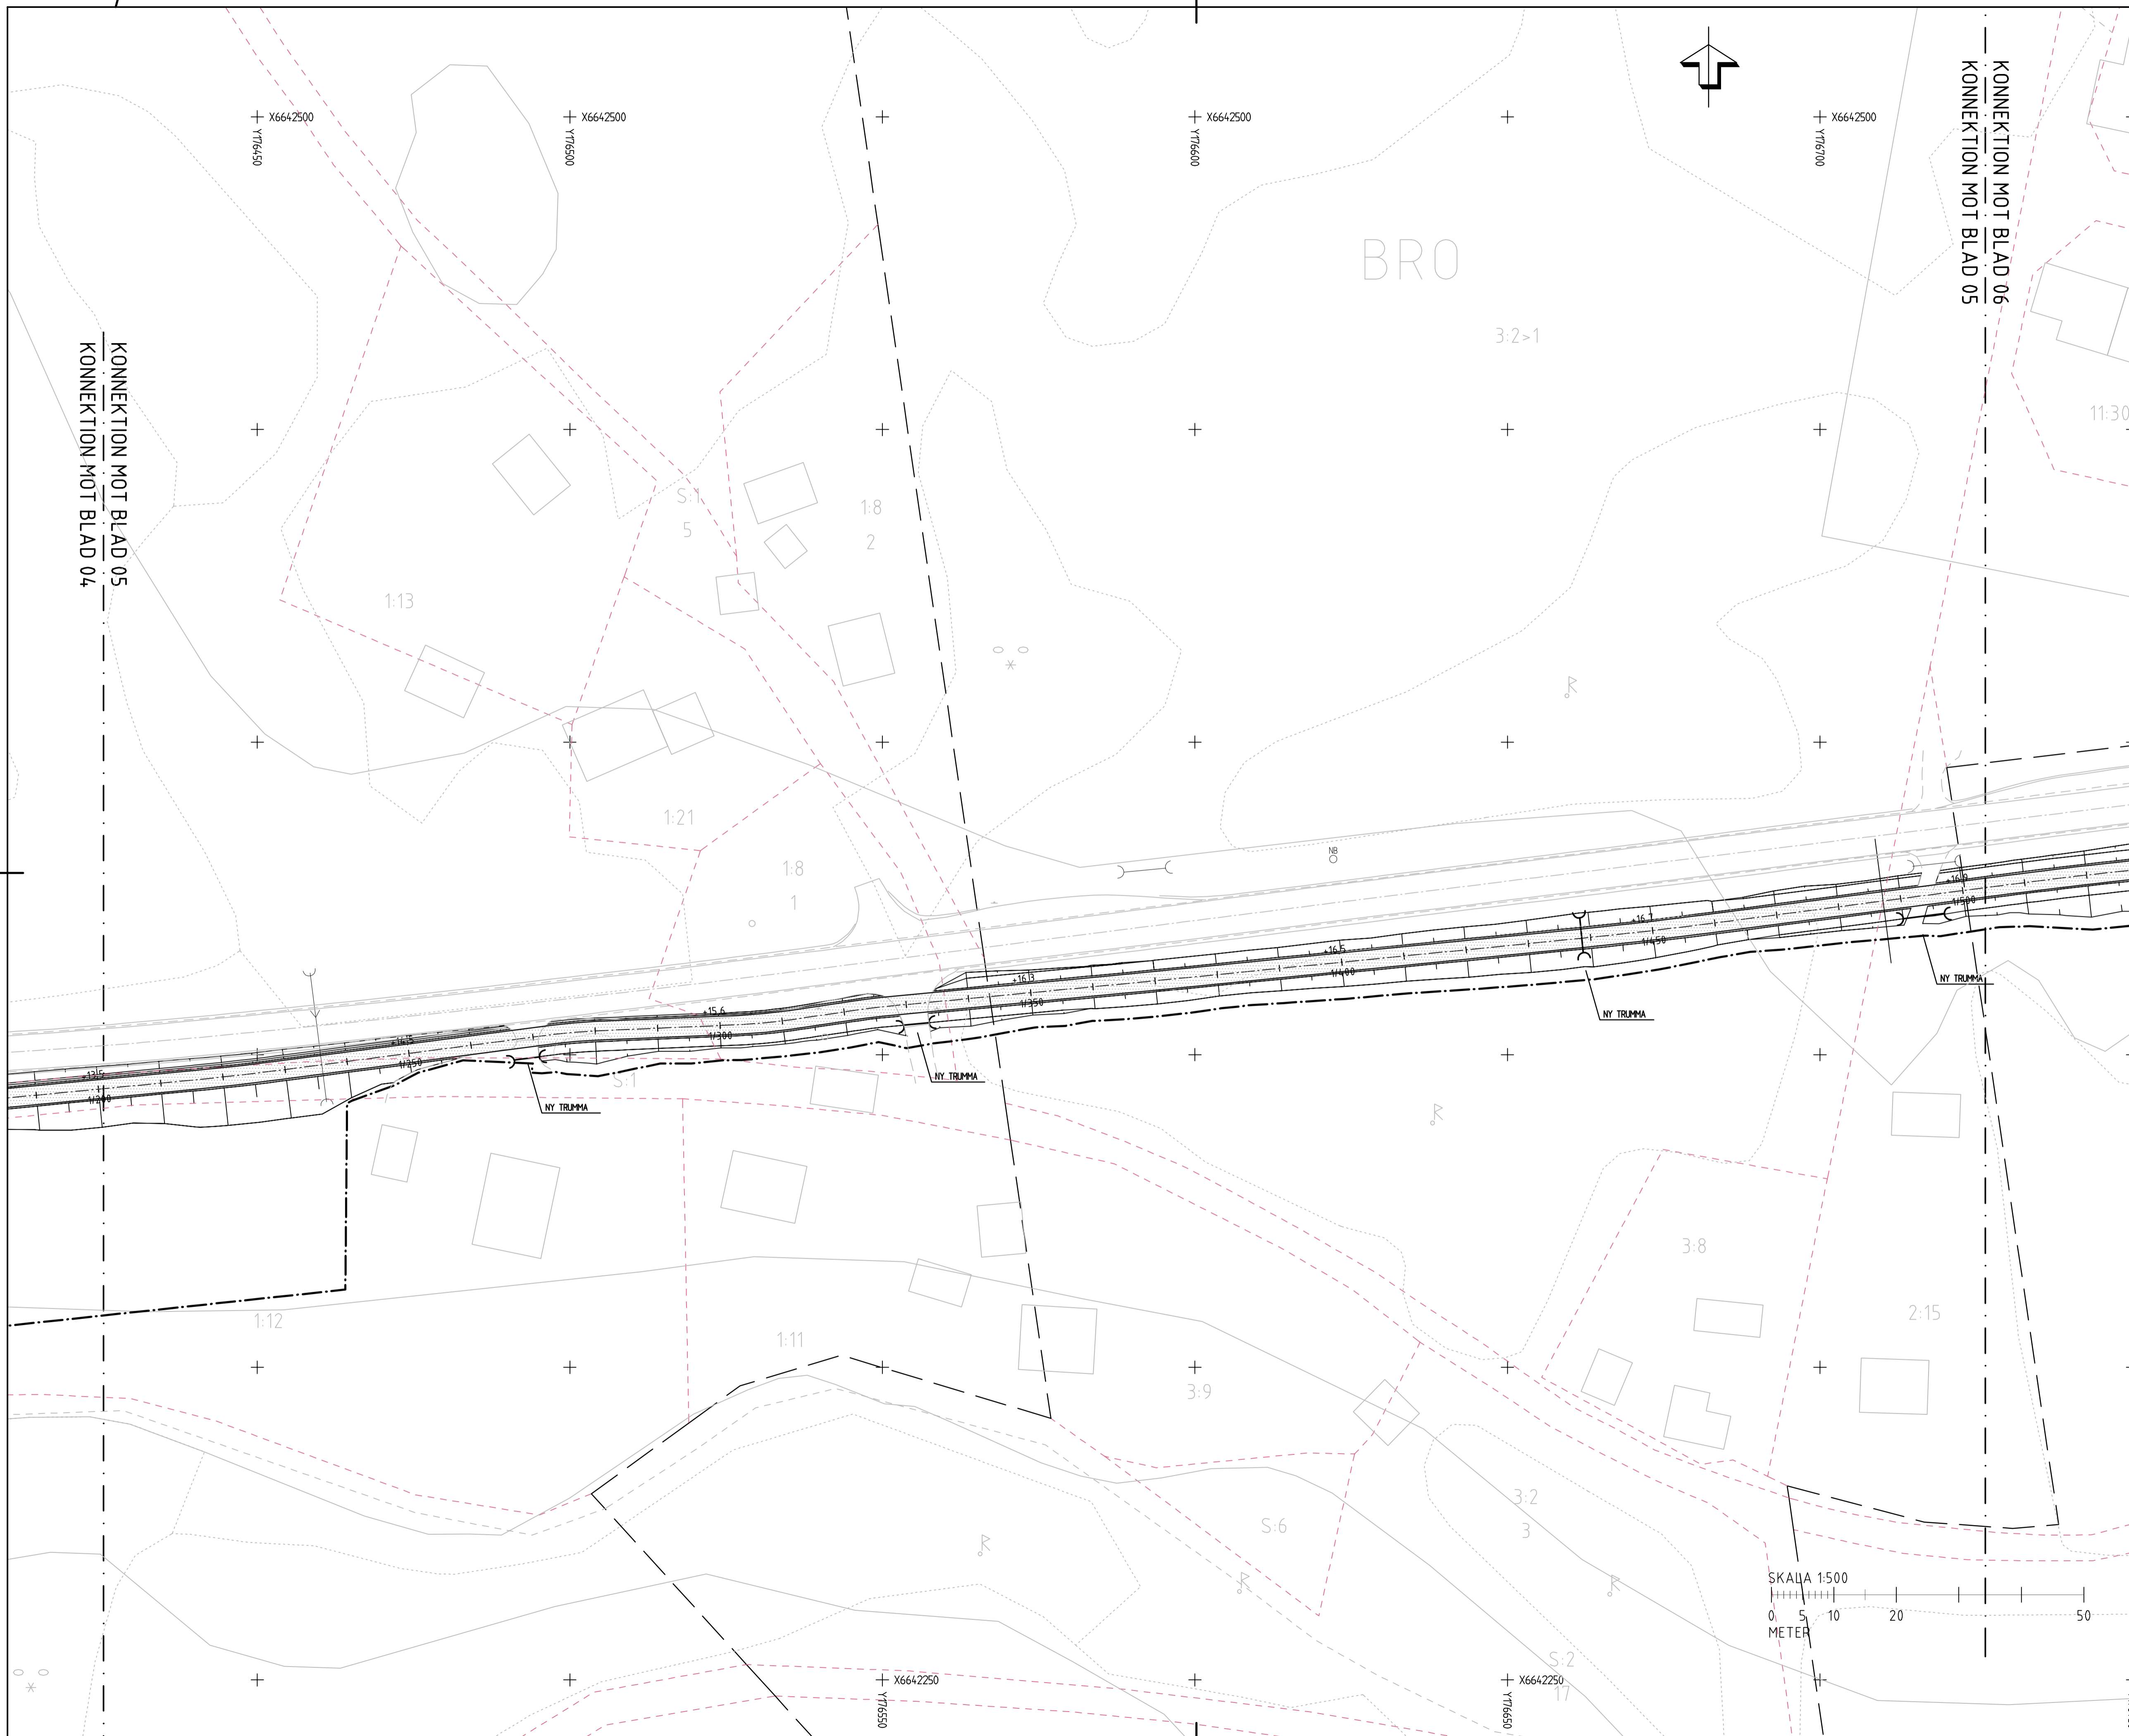 X6642500
Y176450
X6642500
Y176500
X6642500
Y176600
X6642500
Y176700
KONNEKTION MOT BLAD 06
KONNEKTION MOT BLAD 05
BRO
3:2>1
KONNEKTION MOT BLAD 05
KONNEKTION MOT BLAD 04
11:30
S:1
5
1:8
2
1:13
1:21
1:8
1
NB
+16.9
1/500
+16.7
1/450
+16.5
1/400
+16.3
1/350
+15.6
1/300
+14.5
1/250
+13.5
1/200
NY TRUMMA
NY TRUMMA
NY TRUMMA
NY TRUMMA
S:1
3:8
2:15
1:12
1:11
3:9
3:2
3
S:6
SKALA 1:500
0 5 10 20 50
METER
S:2
17
X6642250
Y176550
X6642250
Y176650